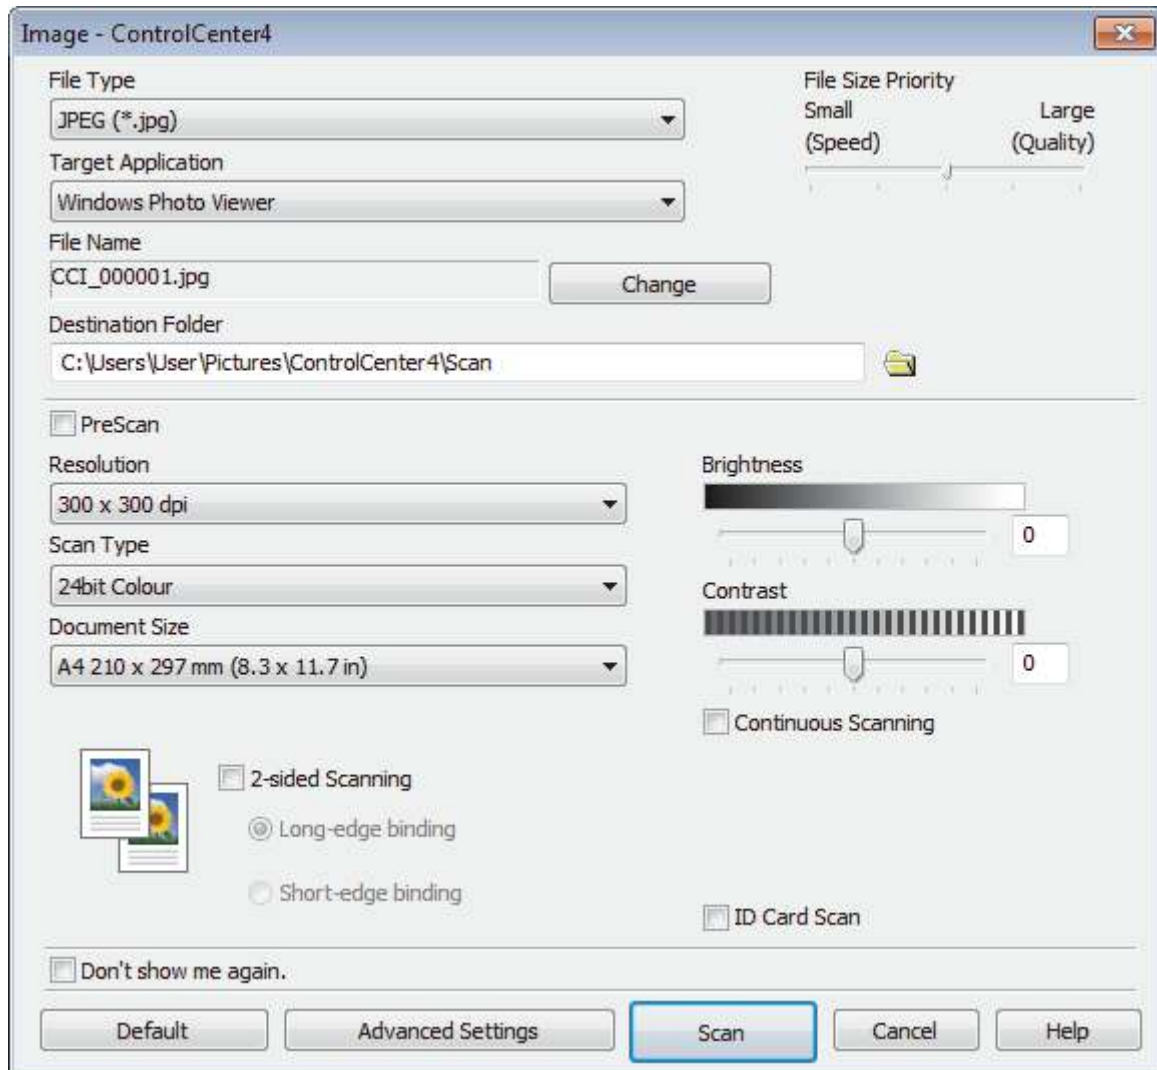 Image - ControlCenter4
File Type
JPEG (*.jpg)
Target Application
Windows Photo Viewer
File Name
CCI_000001.jpg
Change
Destination Folder
C:\Users\User\Pictures\ControlCenter4\Scan
File Size Priority
Small Large
(Speed) (Quality)
PreScan
Resolution
300 x 300 dpi
Scan Type
24bit Colour
Document Size
A4 210 x 297 mm (8.3 x 11.7 in)
Brightness
0
Contrast
0
Continuous Scanning
2-sided Scanning
Long-edge binding
Short-edge binding
ID Card Scan
Don't show me again.
Default Advanced Settings Scan Cancel Help